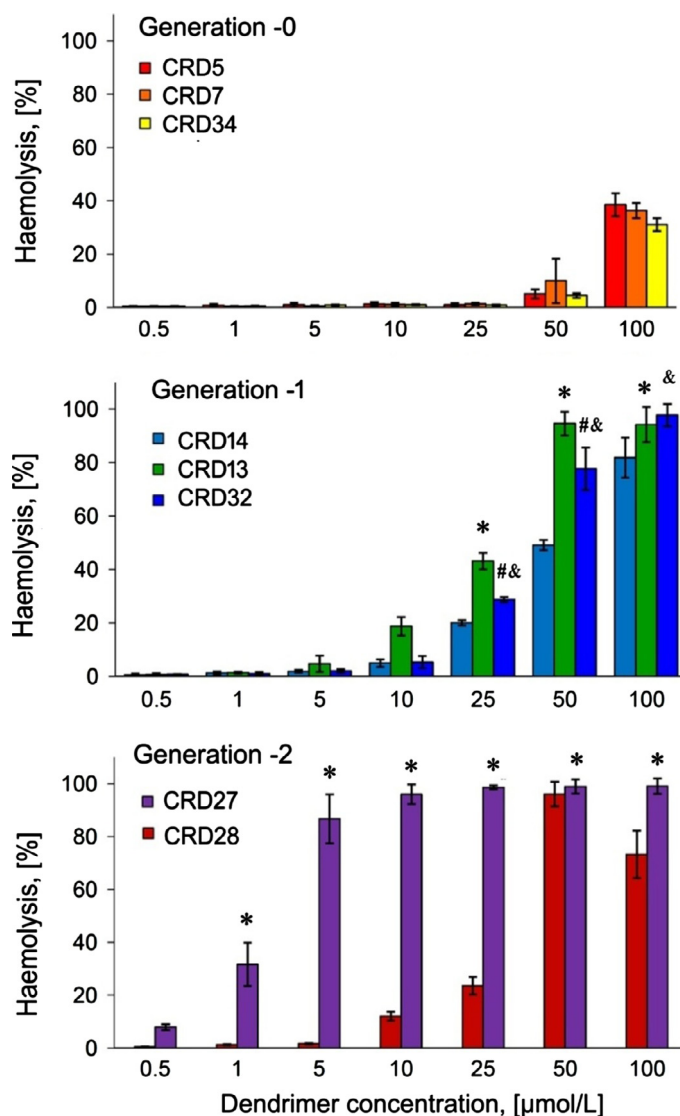 Generation -0
CRD5
CRD7
CRD34
Haemolysis, [%]
100
80
60
40
20
0
0.5 1 5 10 25 50 100
Generation -1
CRD14
CRD13
CRD32
Haemolysis, [%]
100
80
60
40
20
0
* #& * #& * &
0.5 1 5 10 25 50 100
Generation -2
CRD27
CRD28
Haemolysis, [%]
100
80
60
40
20
0
* * * * * *
0.5 1 5 10 25 50 100
Dendrimer concentration, [µmol/L]